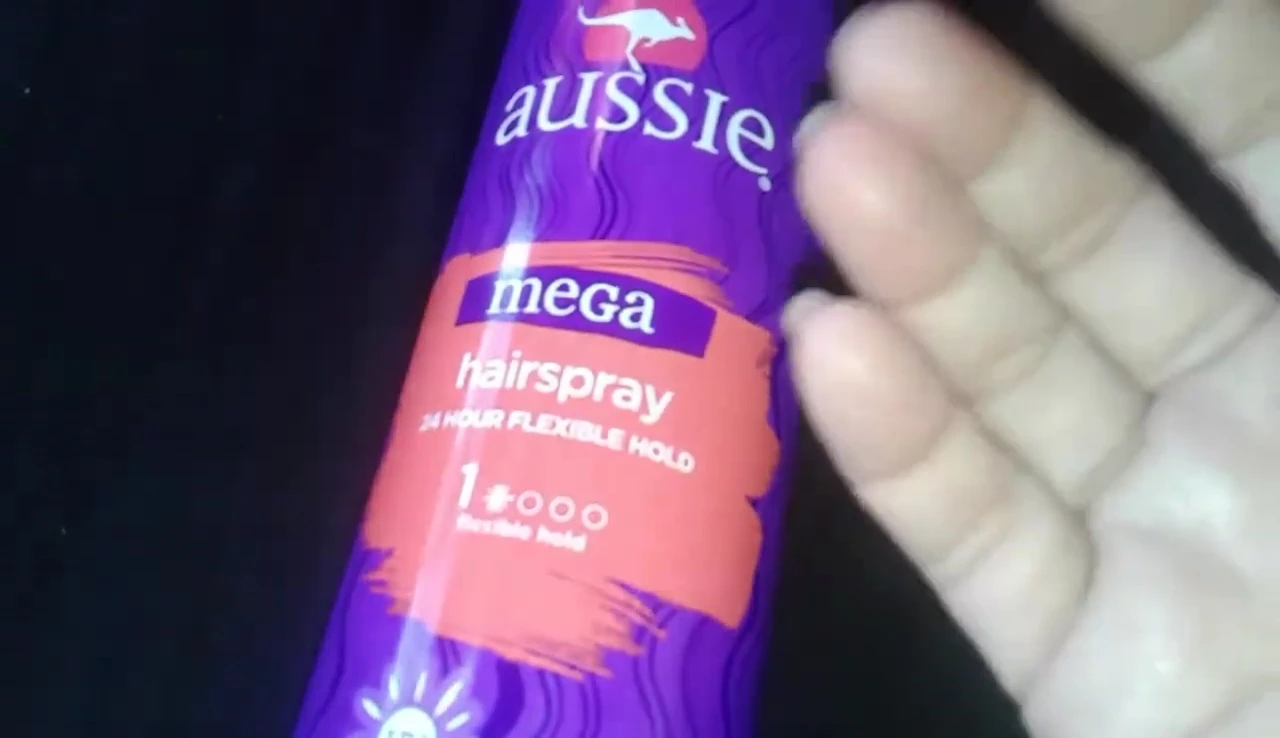 aussie
mega
hairspray
24 HOUR FLEXIBLE HOLD
1
flexible hold